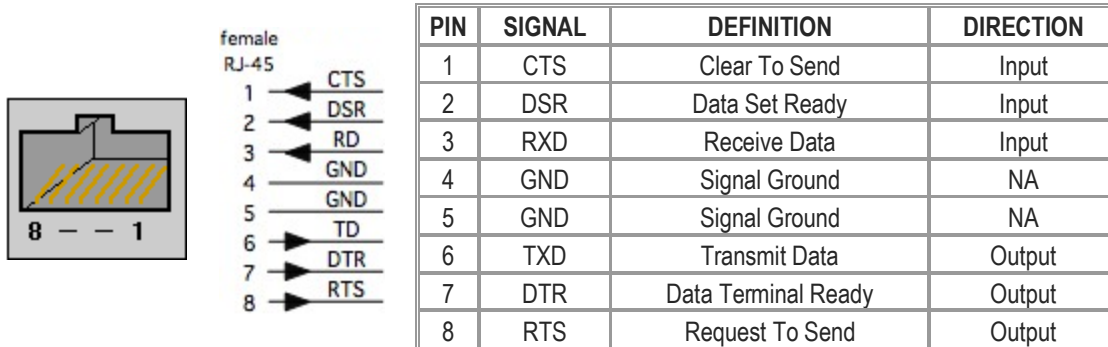 8 - - 1
female
RJ-45
1 CTS
2 DSR
3 RD
4 GND
5 GND
6 TD
7 DTR
8 RTS
PIN SIGNAL DEFINITION DIRECTION
1 CTS Clear To Send Input
2 DSR Data Set Ready Input
3 RXD Receive Data Input
4 GND Signal Ground NA
5 GND Signal Ground NA
6 TXD Transmit Data Output
7 DTR Data Terminal Ready Output
8 RTS Request To Send Output